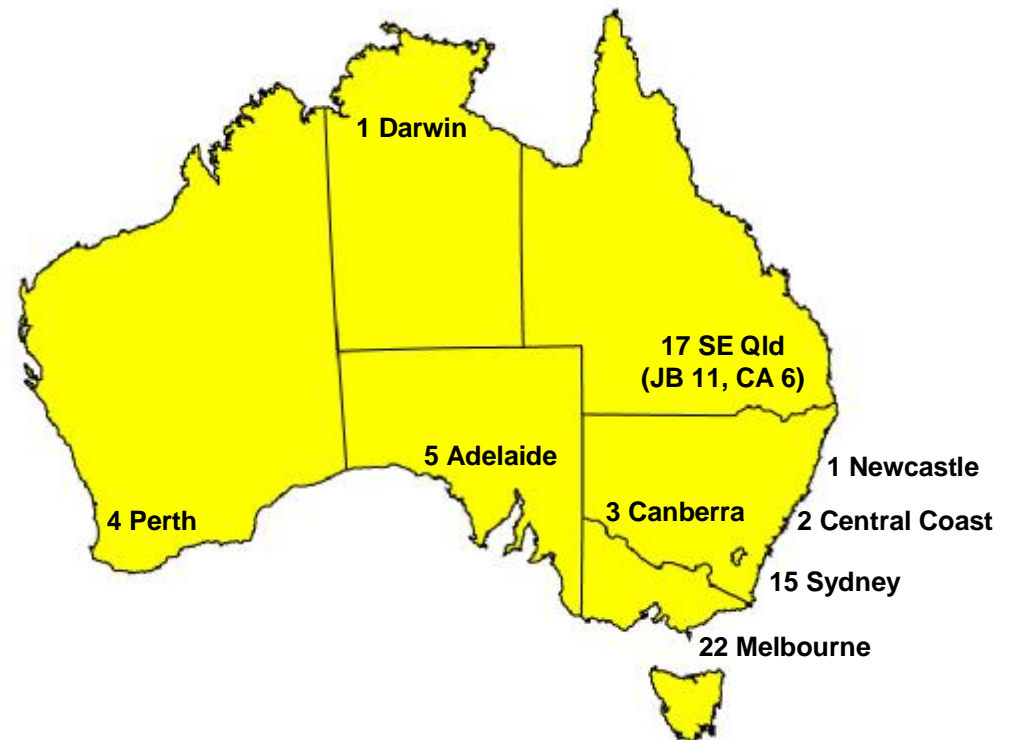 1 Darwin
17 SE Qld
(JB 11, CA 6)
5 Adelaide
1 Newcastle
4 Perth
3 Canberra
2 Central Coast
15 Sydney
22 Melbourne